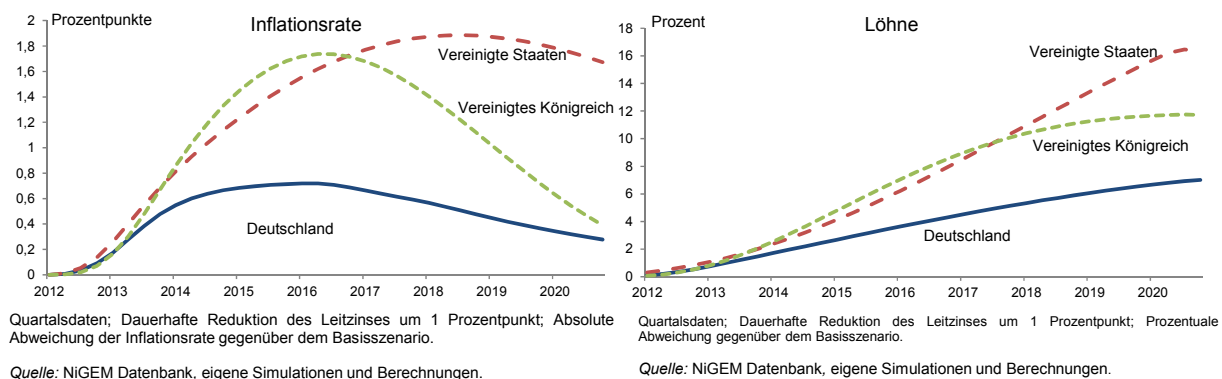 Prozentpunkte
Inflationsrate
2
1,8
1,6
1,4
1,2
1
0,8
0,6
0,4
0,2
0
Vereinigte Staaten
Vereinigtes Königreich
Deutschland
2012 2013 2014 2015 2016 2017 2018 2019 2020
Quartalsdaten; Dauerhafte Reduktion des Leitzinses um 1 Prozentpunkt; Absolute
Abweichung der Inflationsrate gegenüber dem Basisszenario.
Quelle: NiGEM Datenbank, eigene Simulationen und Berechnungen.
Prozent
Löhne
18
16
14
12
10
8
6
4
2
0
Vereinigte Staaten
Vereinigtes Königreich
Deutschland
2012 2013 2014 2015 2016 2017 2018 2019 2020
Quartalsdaten; Dauerhafte Reduktion des Leitzinses um 1 Prozentpunkt; Prozentuale
Abweichung gegenüber dem Basisszenario.
Quelle: NiGEM Datenbank, eigene Simulationen und Berechnungen.